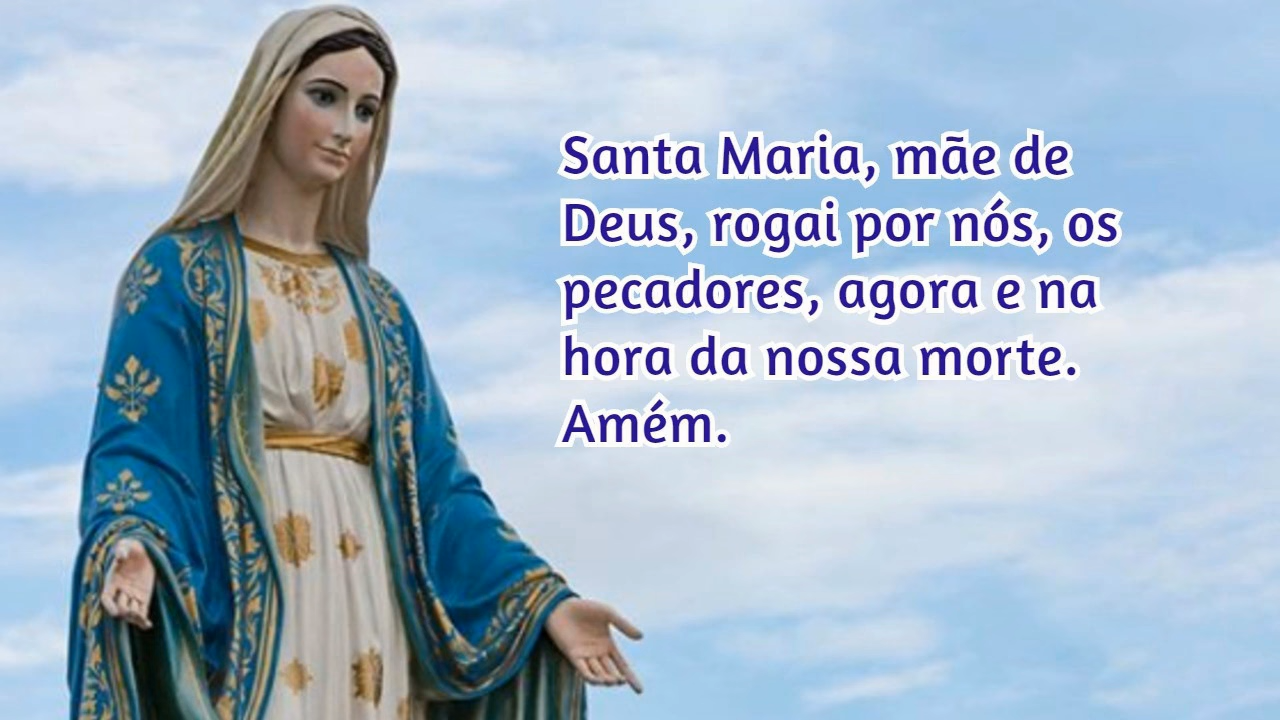 Santa Maria, mãe de
Deus, rogai por nós, os
pecadores, agora e na
hora da nossa morte.
Amém.